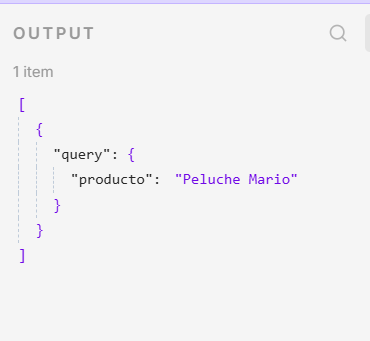 OUTPUT
1 item
[
{
"query": {
"producto": "Peluche Mario"
}
}
]